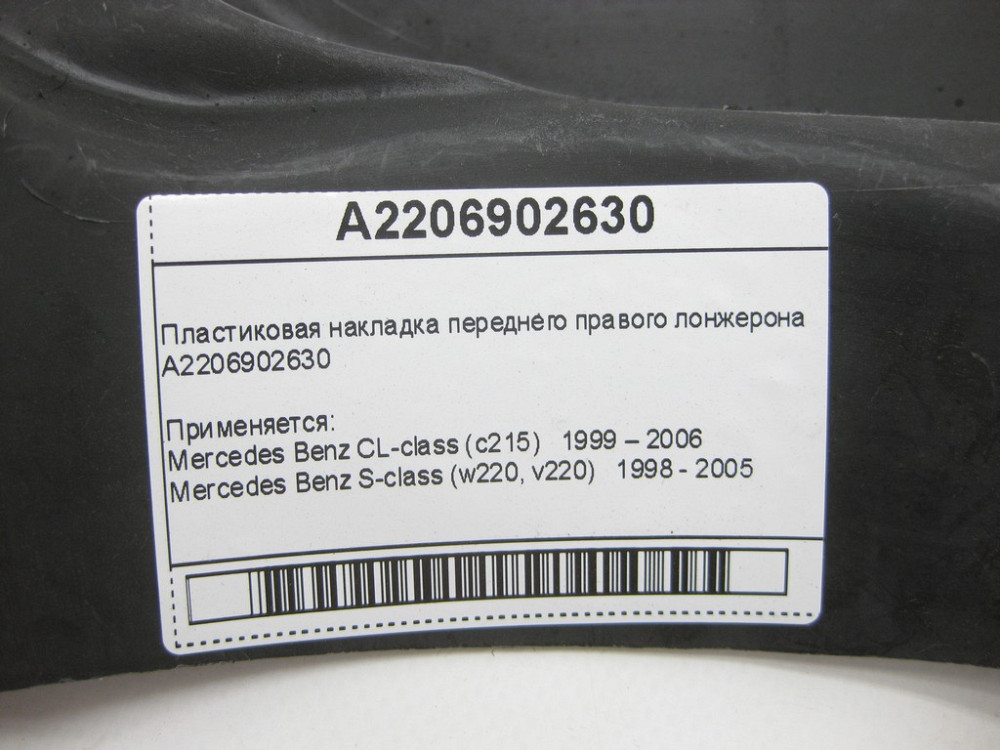 A2206902630
Пластиковая накладка переднего правого лонжерона
A2206902630
Применяется:
Mercedes Benz CL-class (c215) 1999 – 2006
Mercedes Benz S-class (w220, v220) 1998 - 2005